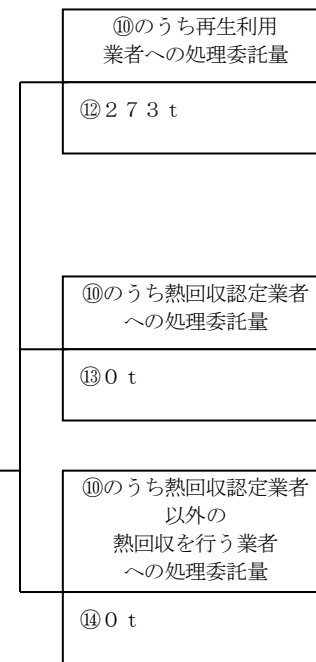 ⑩のうち再生利用
業者への処理委託量
⑫２７３ｔ
⑩のうち熱回収認定業者
への処理委託量
⑬０ｔ
⑩のうち熱回収認定業者
以外の
熱回収を行う業者
への処理委託量
⑭０ｔ